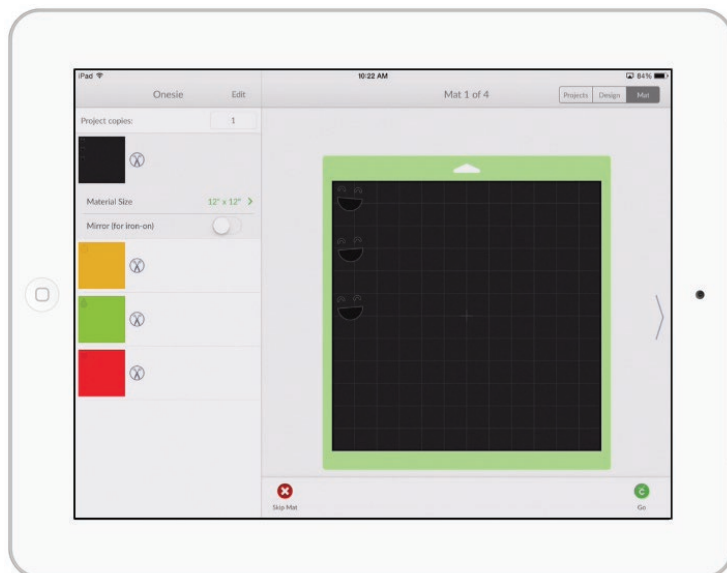 iPad
10:22 AM
84%
Onesie
Edit
Mat 1 of 4
Projects
Design
Mat
Project copies:
1
Material Size
12" x 12"
Mirror (for iron-on)
Skip Mat
C
Go